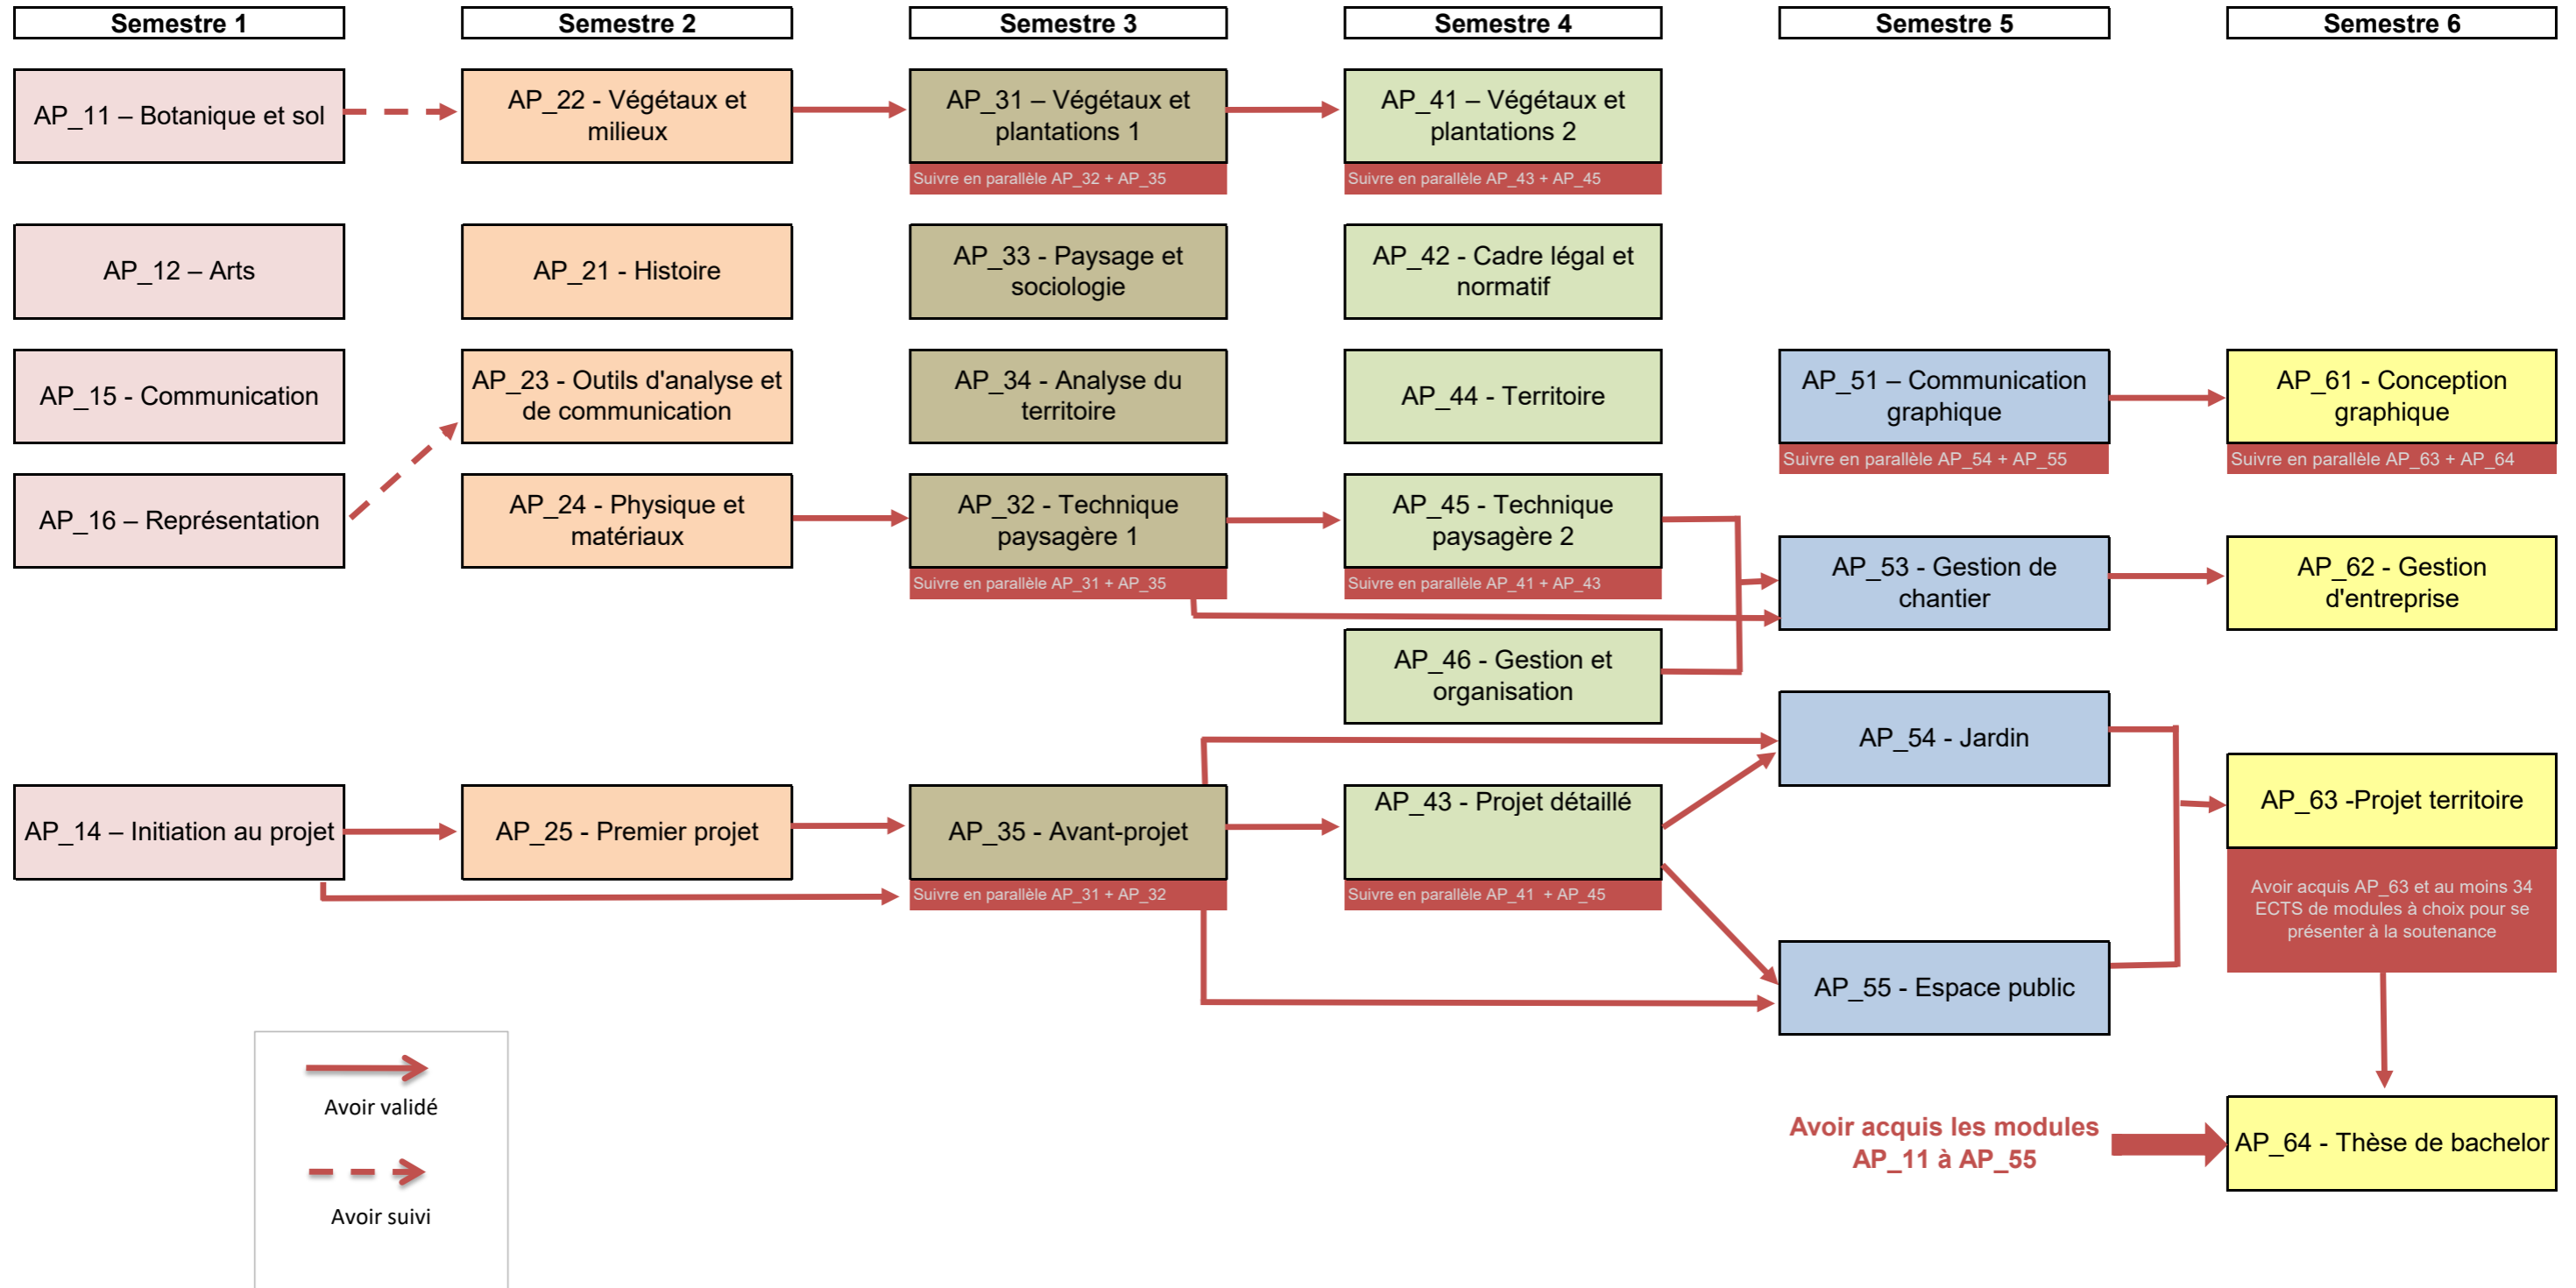 Semestre 1
Semestre 2
Semestre 3
Semestre 4
Semestre 5
Semestre 6
AP_11 – Botanique et sol
AP_22 - Végétaux et
milieux
AP_31 – Végétaux et
plantations 1
Suivre en parallèle AP_32 + AP_35
AP_41 – Végétaux et
plantations 2
Suivre en parallèle AP_43 + AP_45
AP_12 – Arts
AP_21 - Histoire
AP_33 - Paysage et
sociologie
AP_42 - Cadre légal et
normatif
AP_15 - Communication
AP_23 - Outils d'analyse et
de communication
AP_34 - Analyse du
territoire
AP_44 - Territoire
AP_51 – Communication
graphique
Suivre en parallèle AP_54 + AP_55
AP_61 - Conception
graphique
Suivre en parallèle AP_63 + AP_64
AP_16 – Représentation
AP_24 - Physique et
matériaux
AP_32 - Technique
paysagère 1
Suivre en parallèle AP_31 + AP_35
AP_45 - Technique
paysagère 2
Suivre en parallèle AP_41 + AP_43
AP_53 - Gestion de
chantier
AP_62 - Gestion
d'entreprise
AP_46 - Gestion et
organisation
AP_54 - Jardin
AP_14 – Initiation au projet
AP_25 - Premier projet
AP_35 - Avant-projet
Suivre en parallèle AP_31 + AP_32
AP_43 - Projet détaillé
Suivre en parallèle AP_41  + AP_45
AP_63 -Projet territoire
Avoir acquis AP_63 et au moins 34
ECTS de modules à choix pour se
présenter à la soutenance
AP_55 - Espace public
Avoir validé
Avoir suivi
Avoir acquis les modules
AP_11 à AP_55
AP_64 - Thèse de bachelor